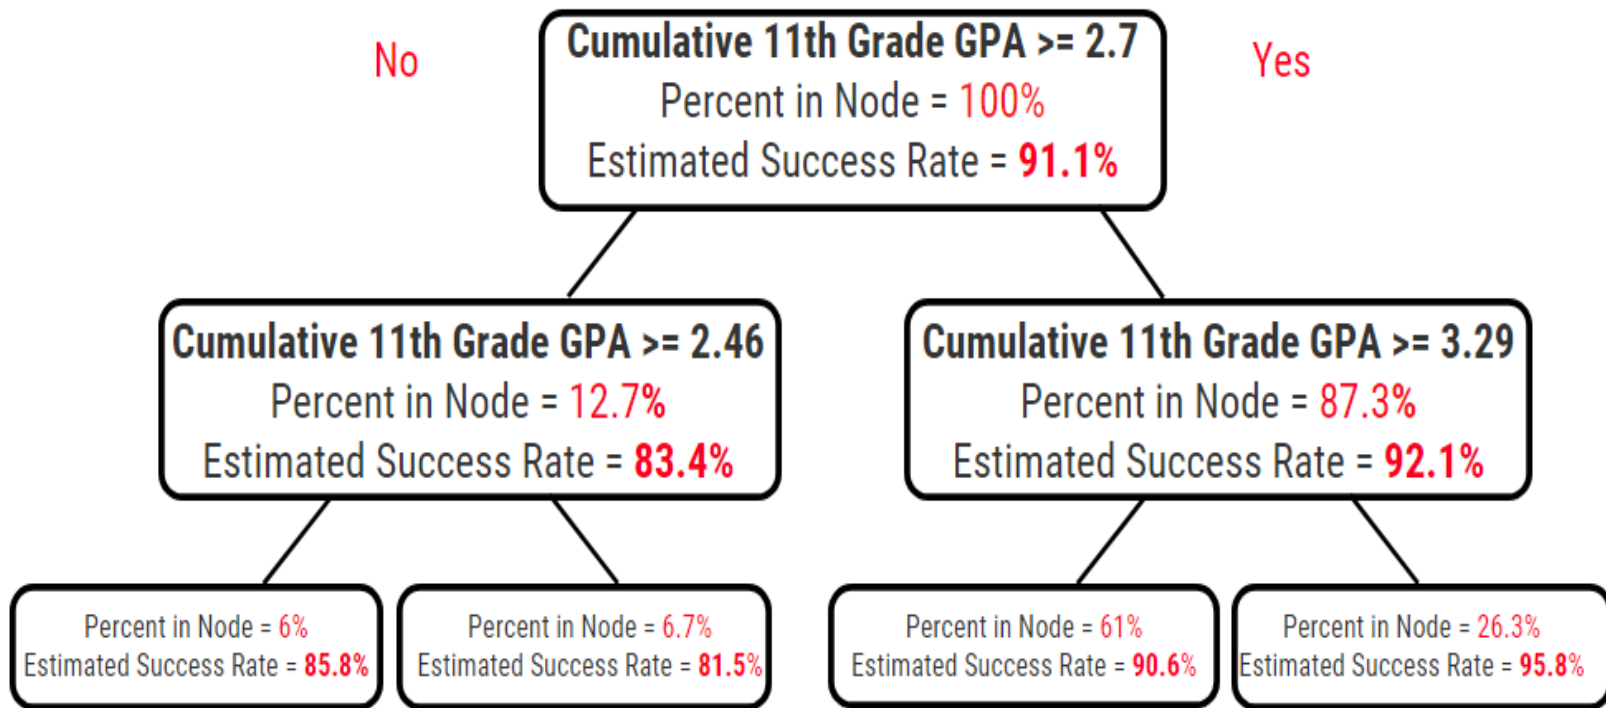 No
Cumulative 11th Grade GPA >= 2.7
Percent in Node = 100%
Estimated Success Rate = 91.1%
Yes
Cumulative 11th Grade GPA >= 2.46
Percent in Node = 12.7%
Estimated Success Rate = 83.4%
Cumulative 11th Grade GPA >= 3.29
Percent in Node = 87.3%
Estimated Success Rate = 92.1%
Percent in Node = 6%
Estimated Success Rate = 85.8%
Percent in Node = 6.7%
Estimated Success Rate = 81.5%
Percent in Node = 61%
Estimated Success Rate = 90.6%
Percent in Node = 26.3%
Estimated Success Rate = 95.8%